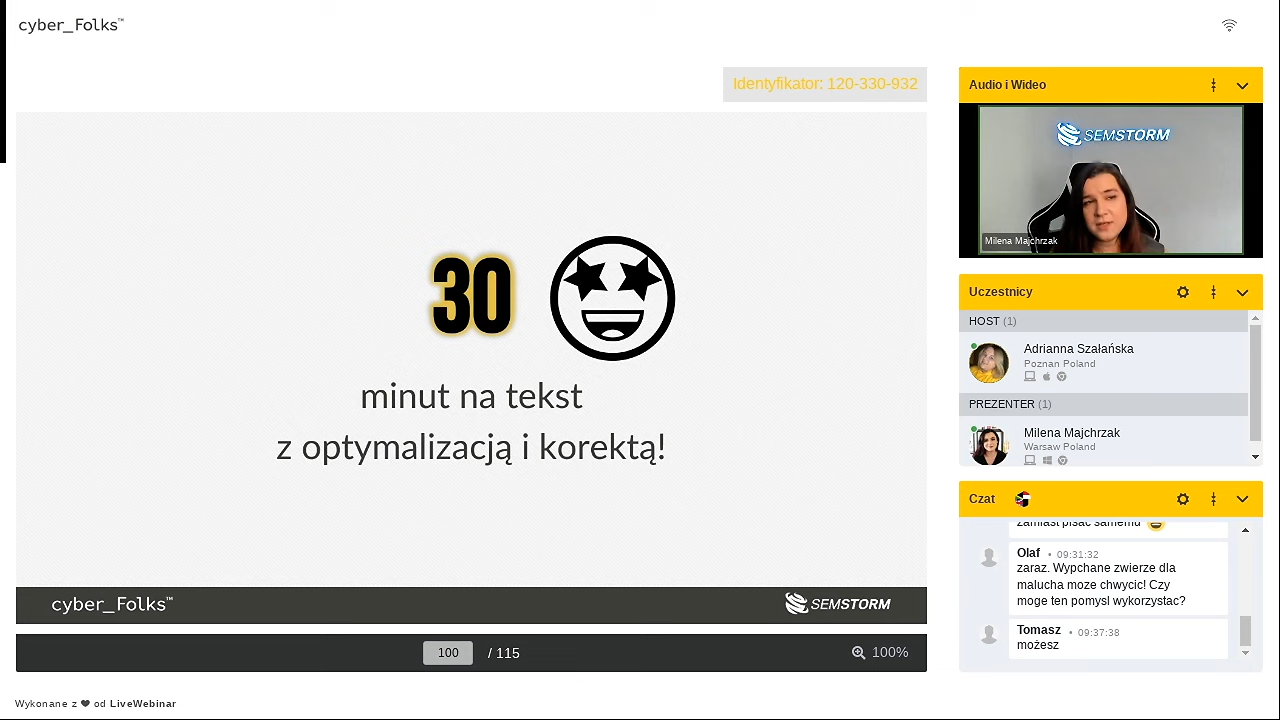 cyber_Folks™
Identyfikator: 120-330-932
30
minut na tekst
z optymalizacją i korektą!
cyber_Folks™
SEMSTORM
100 / 115
100%
Audio i Wideo
SEMSTORM
Milena Majchrzak
Uczestnicy
HOST (1)
Adrianna Szałańska
Poznan Poland
PREZENTER (1)
Milena Majchrzak
Warsaw Poland
Czat
zamiast pisac samemu
Olaf • 09:31:32
zaraz. Wypchane zwierze dla
malucha moze chwycic! Czy
moge ten pomysl wykorzystac?
Tomasz • 09:37:38
możesz
Wykonane z ❤ od LiveWebinar